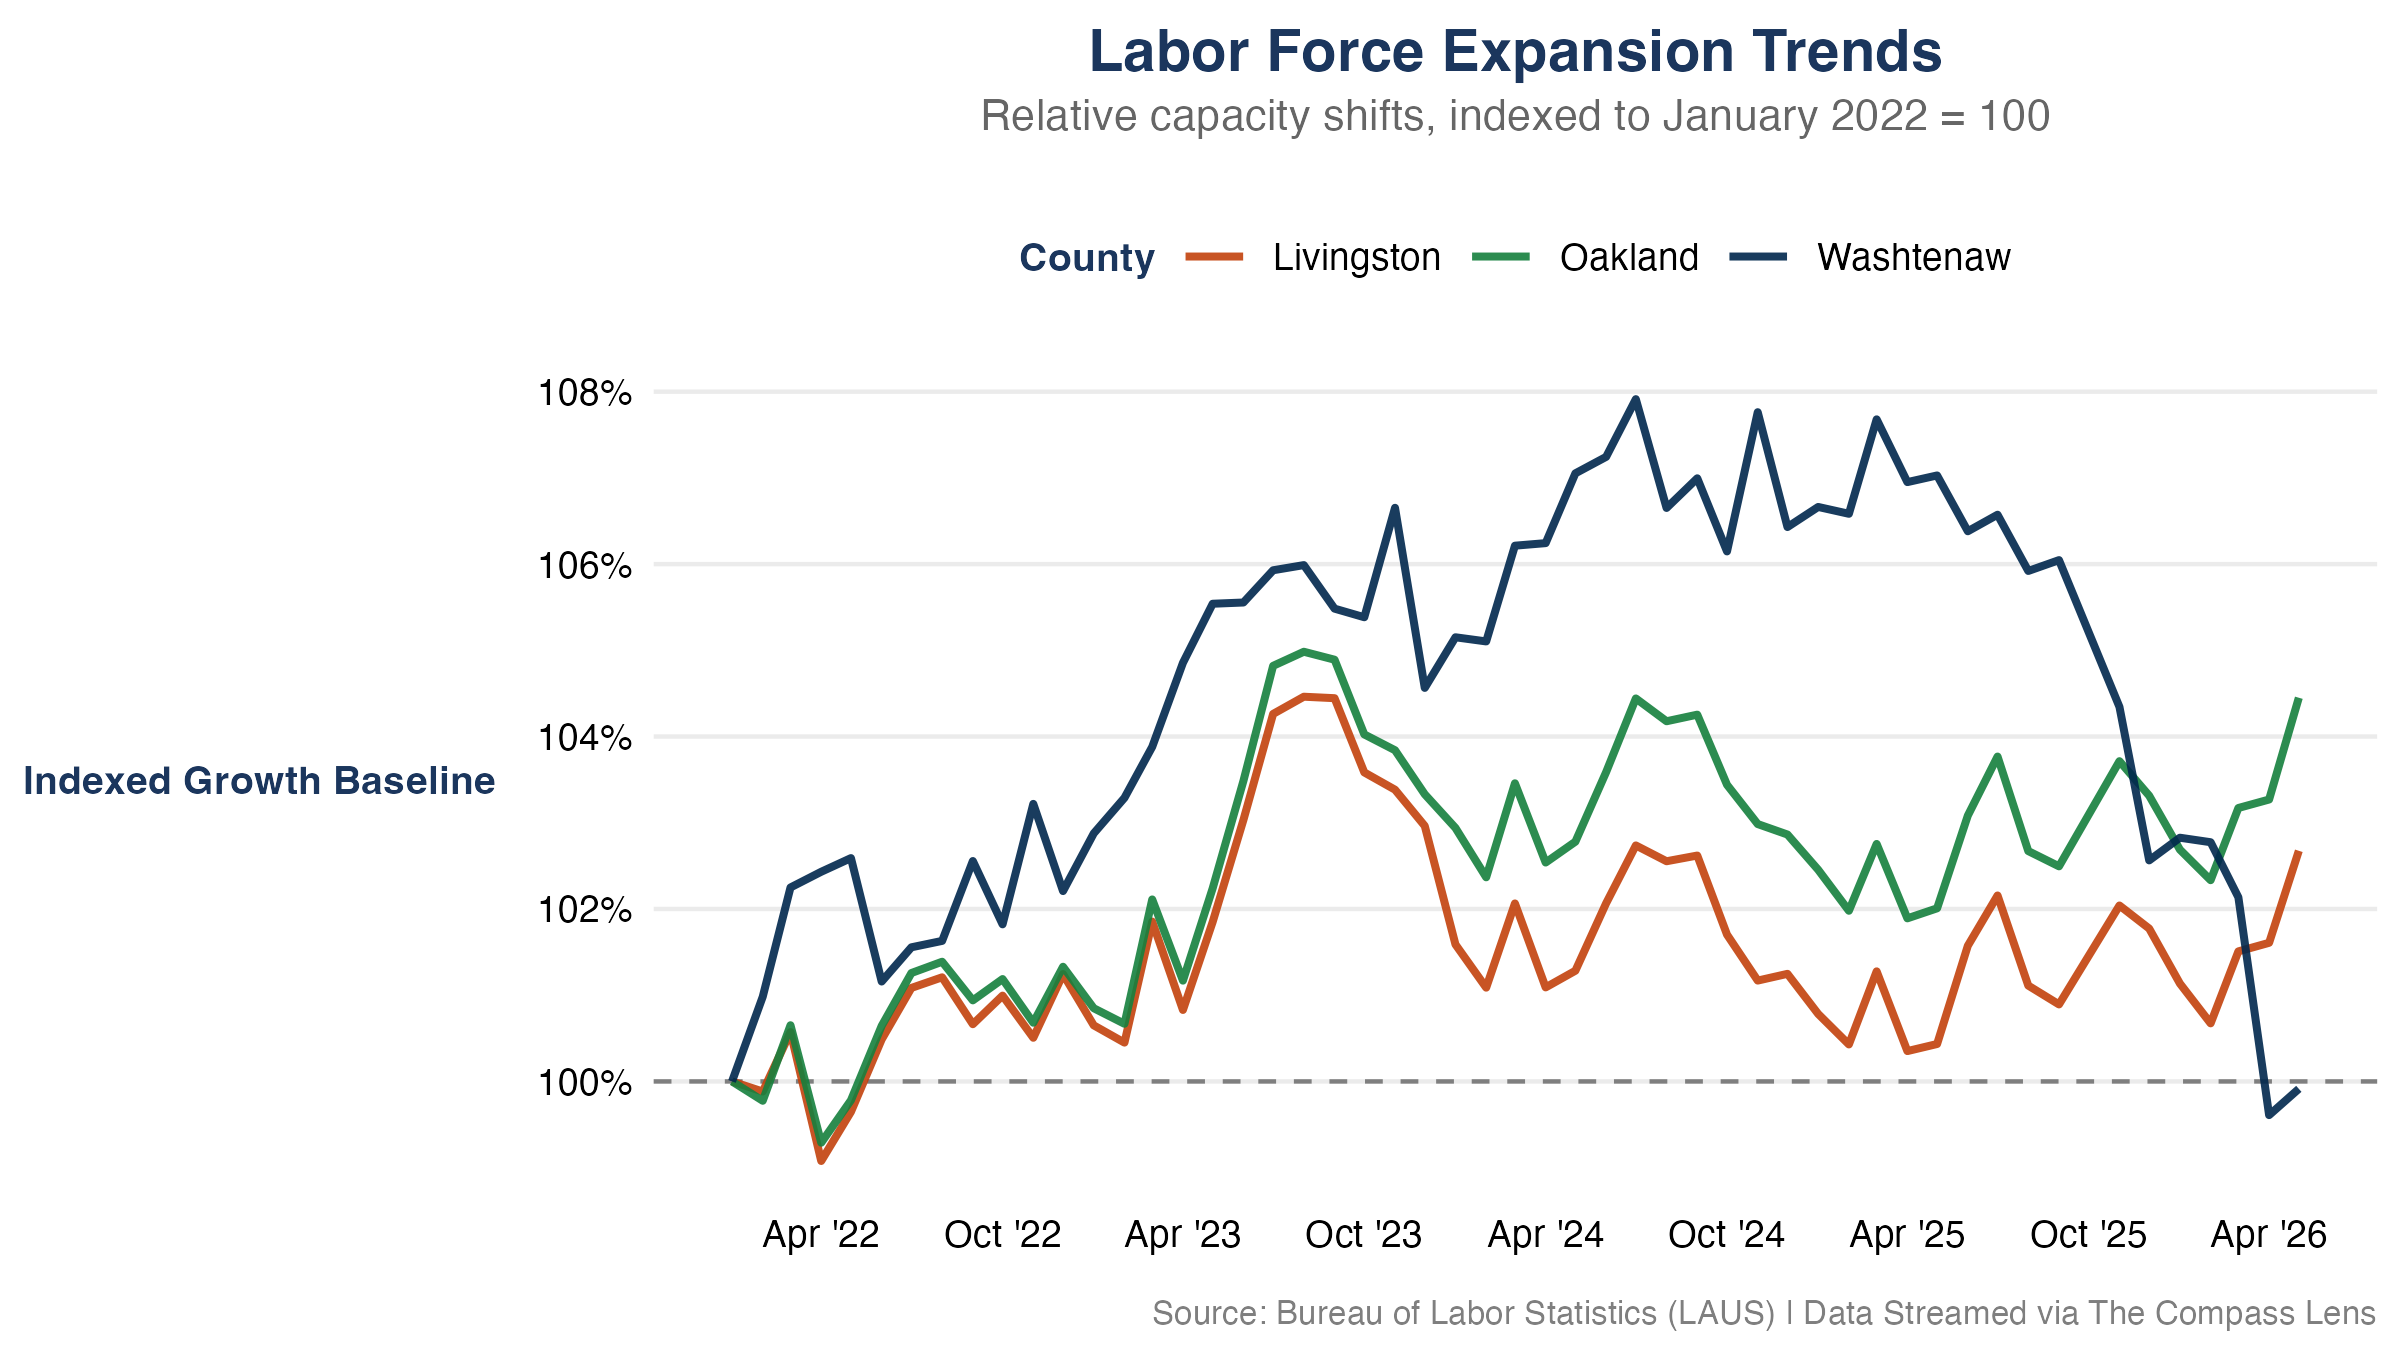 Labor Force Expansion Trends
Relative capacity shifts, indexed to January 2022 = 100
County Livingston Oakland Washtenaw
108%
106%
104%
Indexed Growth Baseline
102%
100%
Apr '22 Oct '22 Apr '23 Oct '23 Apr '24 Oct '24 Apr '25 Oct '25 Apr '26
Source: Bureau of Labor Statistics (LAUS) | Data Streamed via The Compass Lens